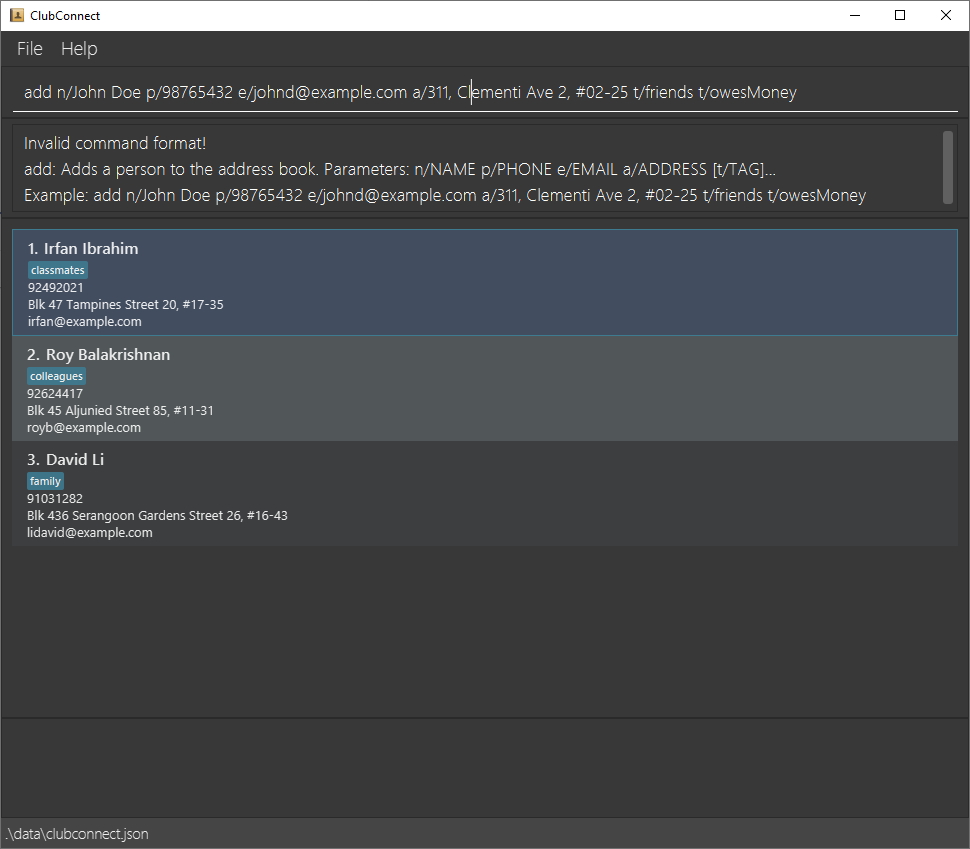 ClubConnect
File Help
add n/John Doe p/98765432 e/johnd@example.com a/311, Clementi Ave 2, #02-25 t/friends t/owesMoney
Invalid command format!
add: Adds a person to the address book. Parameters: n/NAME p/PHONE e/EMAIL a/ADDRESS [t/TAG]...
Example: add n/John Doe p/98765432 e/johnd@example.com a/311, Clementi Ave 2, #02-25 t/friends t/owesMoney
1. Irfan Ibrahim
classmates
92492021
Blk 47 Tampines Street 20, #17-35
irfan@example.com
2. Roy Balakrishnan
colleagues
92624417
Blk 45 Aljunied Street 85, #11-31
royb@example.com
3. David Li
family
91031282
Blk 436 Serangoon Gardens Street 26, #16-43
lidavid@example.com
.\data\clubconnect.json